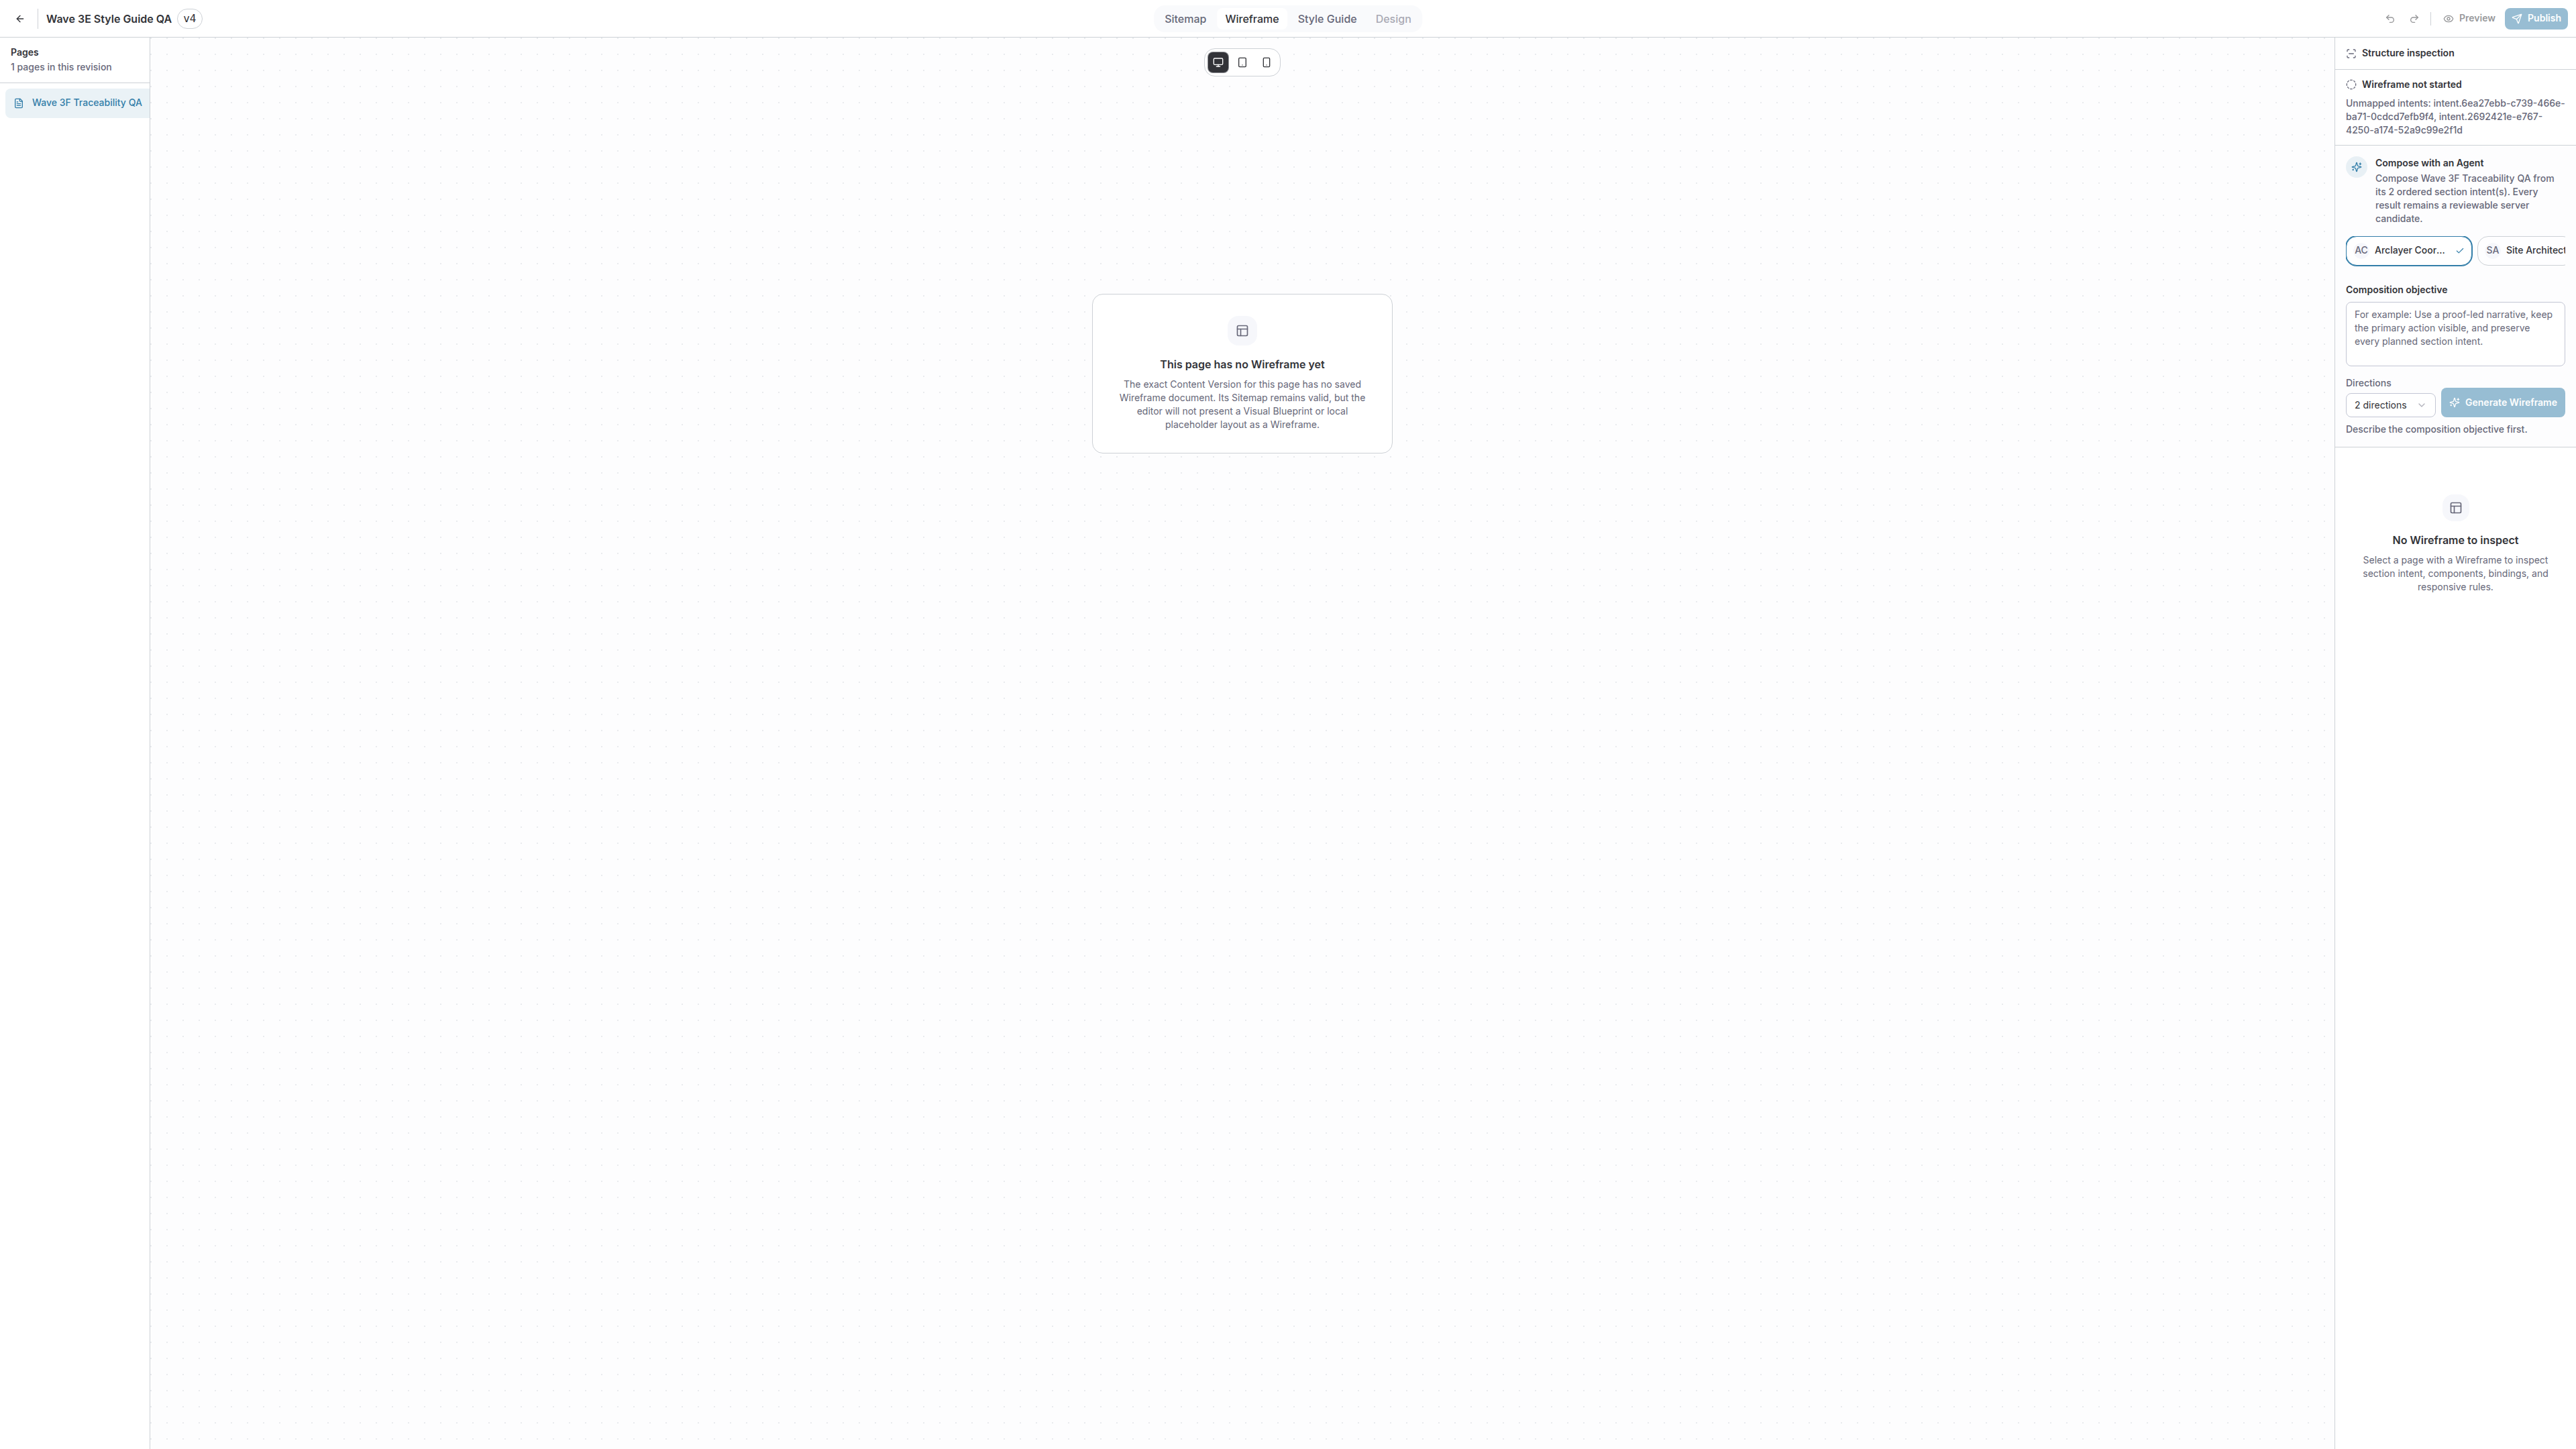 Wave 3E Style Guide QA
v4
Sitemap
Wireframe
Style Guide
Design
Preview
Publish
Pages
1 pages in this revision
Wave 3F Traceability QA
This page has no Wireframe yet
The exact Content Version for this page has no saved
Wireframe document. Its Sitemap remains valid, but the
editor will not present a Visual Blueprint or local
placeholder layout as a Wireframe.
Structure inspection
Wireframe not started
Unmapped intents: intent.6ea27ebb-c739-466e-
ba71-0cdcd7efb9f4, intent.2692421e-e767-
4250-a174-52a9c99e2f1d
Compose with an Agent
Compose Wave 3F Traceability QA from
its 2 ordered section intent(s). Every
result remains a reviewable server
candidate.
AC Arclayer Coor...
SA Site Architect
Composition objective
For example: Use a proof-led narrative, keep
the primary action visible, and preserve
every planned section intent.
Directions
2 directions
Generate Wireframe
Describe the composition objective first.
No Wireframe to inspect
Select a page with a Wireframe to inspect
section intent, components, bindings, and
responsive rules.